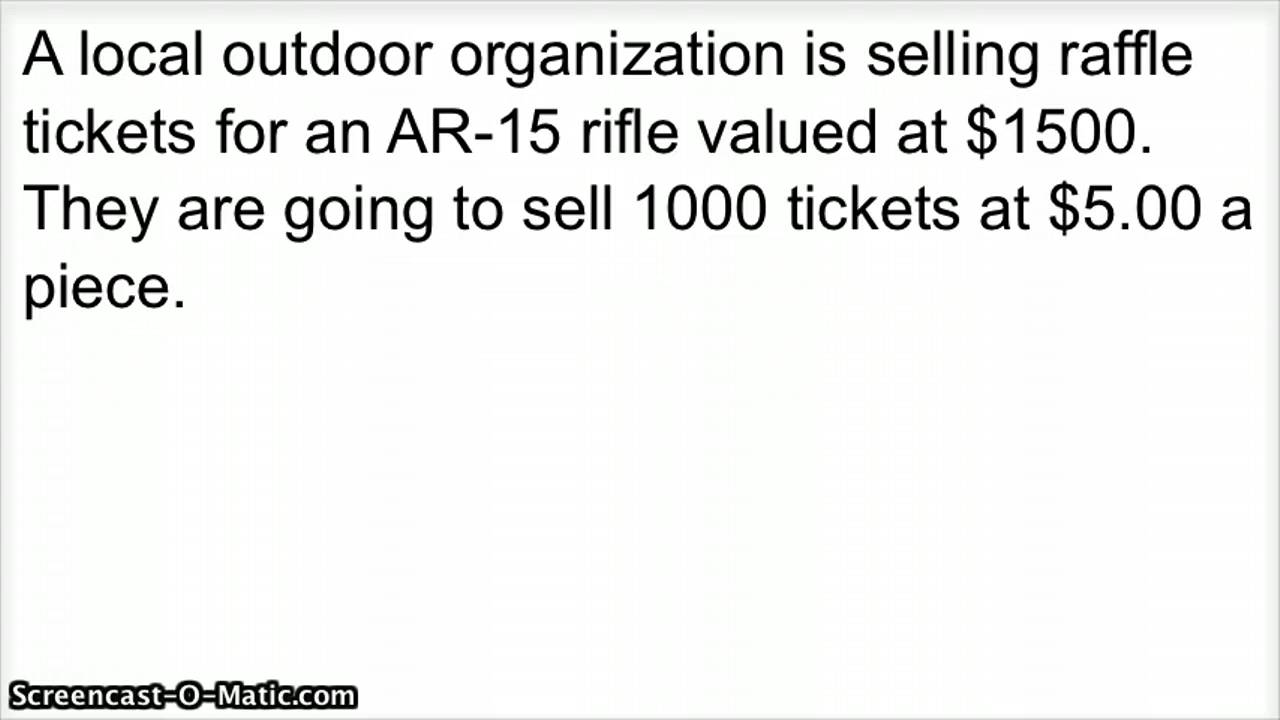 A local outdoor organization is selling raffle
tickets for an AR-15 rifle valued at $1500.
They are going to sell 1000 tickets at $5.00 a
piece.
Screencast-O-Matic.com